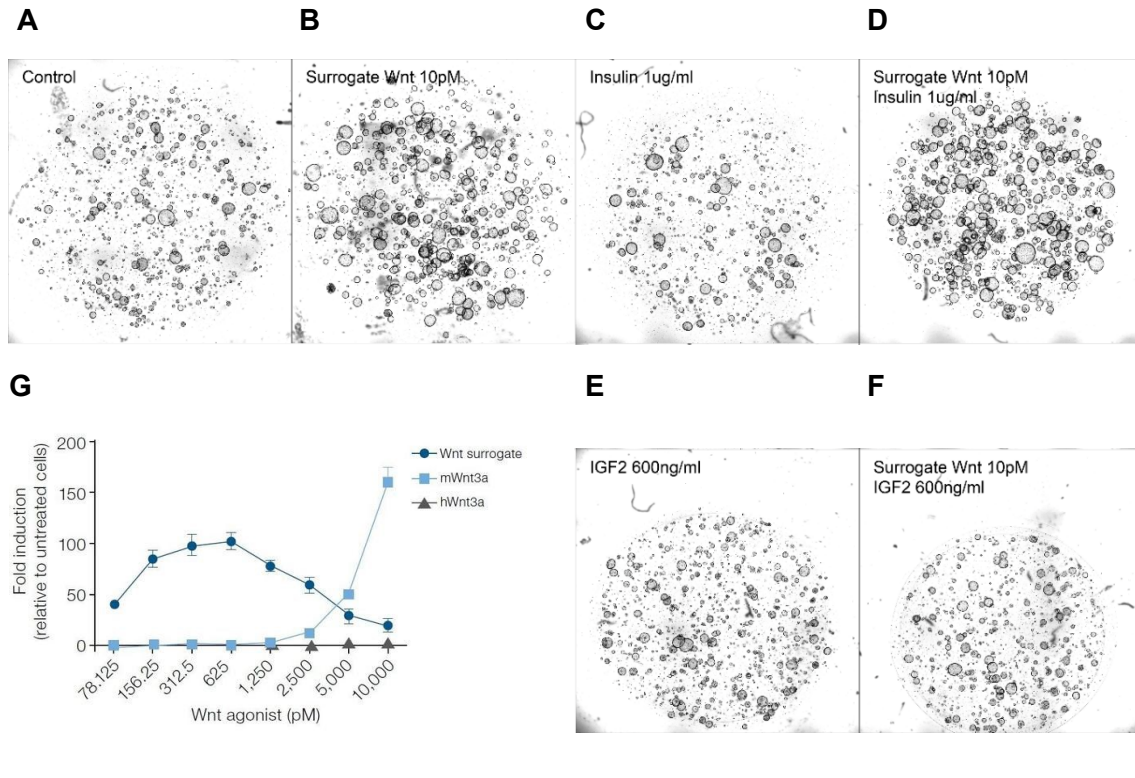 A
B
C
D
Control
Surrogate Wnt 10pM
Insulin 1ug/ml
Surrogate Wnt 10pM
Insulin 1ug/ml
G
E
F
200
150
100
50
0
Fold induction
(relative to untreated cells)
78.125
156.25
312.5
625
1,250
2,500
5,000
10,000
Wnt agonist (pM)
Wnt surrogate
mWnt3a
hWnt3a
IGF2 600ng/ml
Surrogate Wnt 10pM
IGF2 600ng/ml